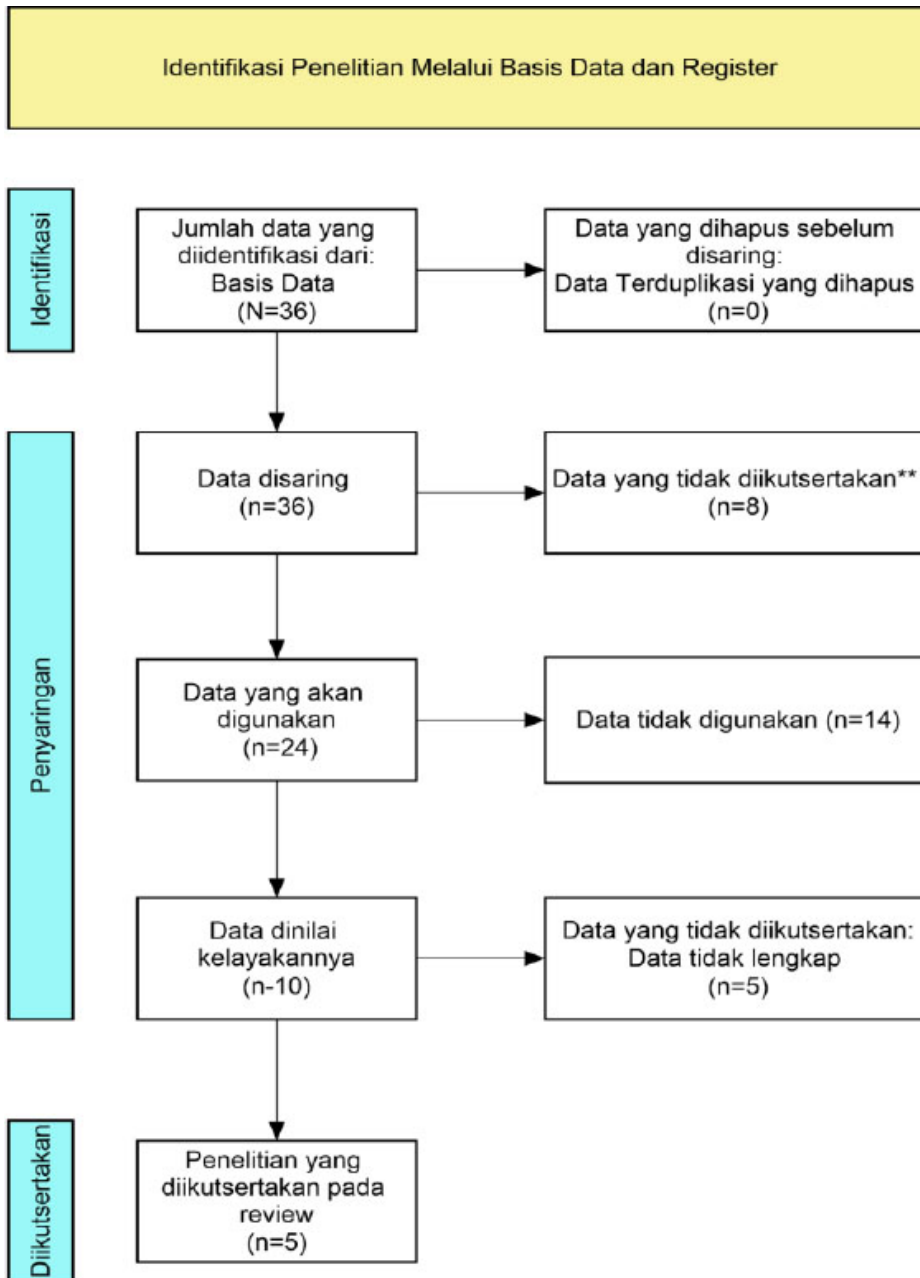 Identifikasi Penelitian Melalui Basis Data dan Register
Identifikasi
Jumlah data yang
diidentifikasi dari:
Basis Data
(N=36)
Data yang dihapus sebelum
disaring:
Data Terduplikasi yang dihapus
(n=0)
Penyaringan
Data disaring
(n=36)
Data yang tidak diikutsertakan**
(n=8)
Data yang akan
digunakan
(n=24)
Data tidak digunakan (n=14)
Data dinilai
kelayakannya
(n-10)
Data yang tidak diikutsertakan:
Data tidak lengkap
(n=5)
Diikutsertakan
Penelitian yang
diikutsertakan pada
review
(n=5)